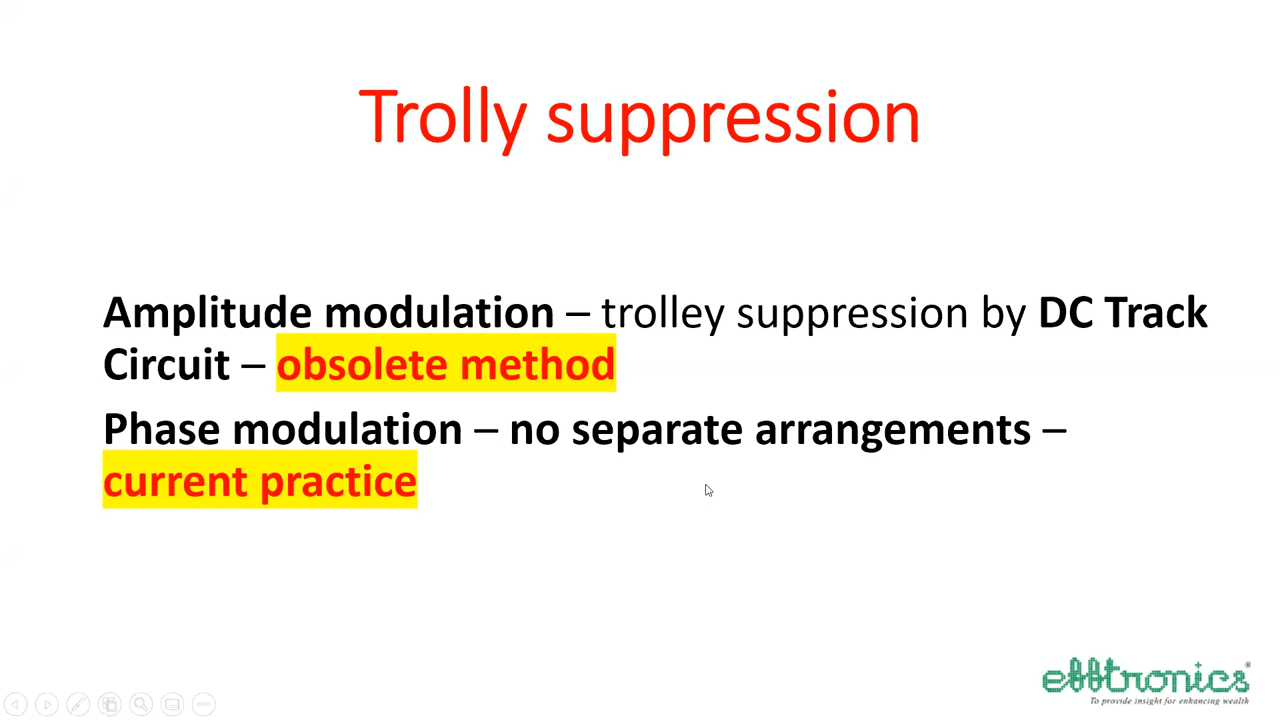 Trolly suppression
Amplitude modulation – trolley suppression by DC Track
Circuit – obsolete method
Phase modulation – no separate arrangements –
current practice
efftronics®
To provide insight for enhancing wealth